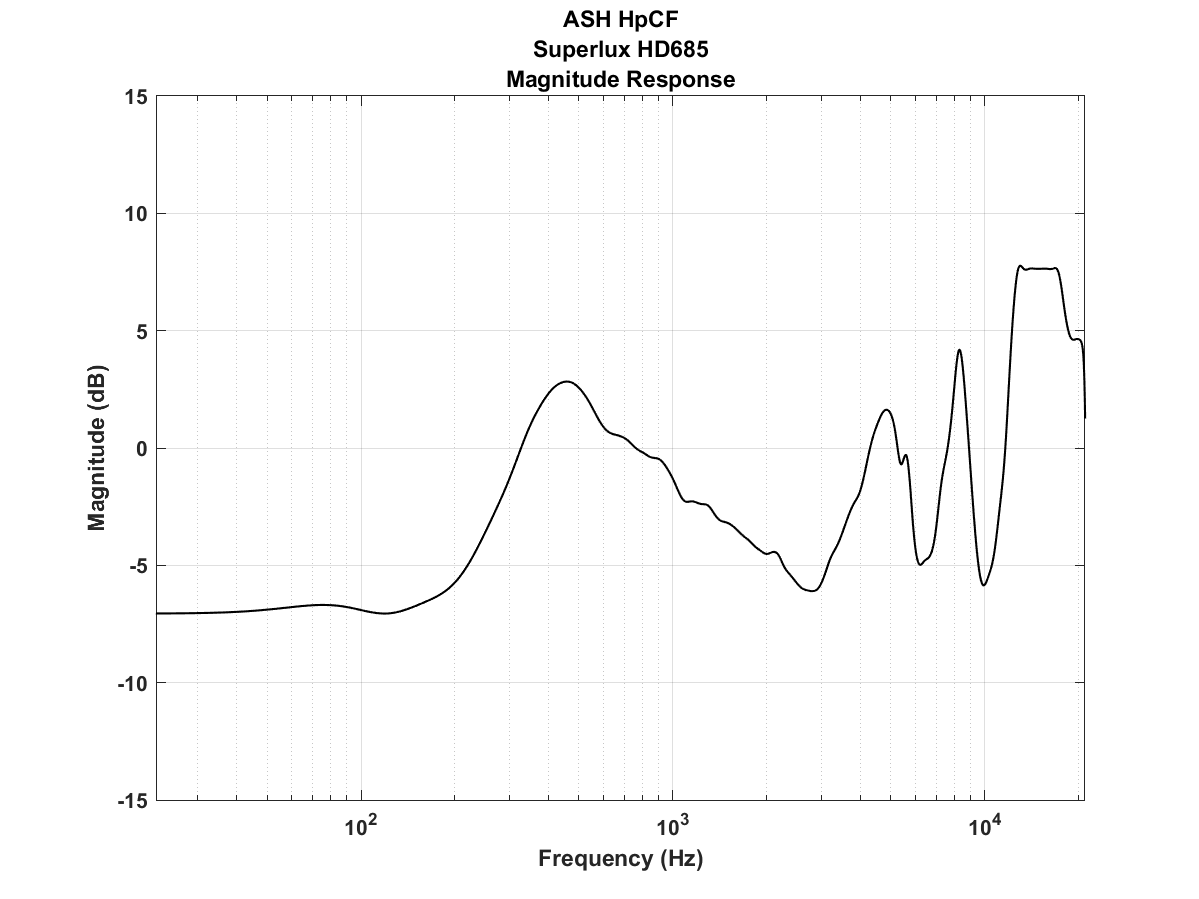 ASH HpCF
Superlux HD685
Magnitude Response
15
10
5
0
-5
-10
-15
Magnitude (dB)
10²
10³
10⁴
Frequency (Hz)